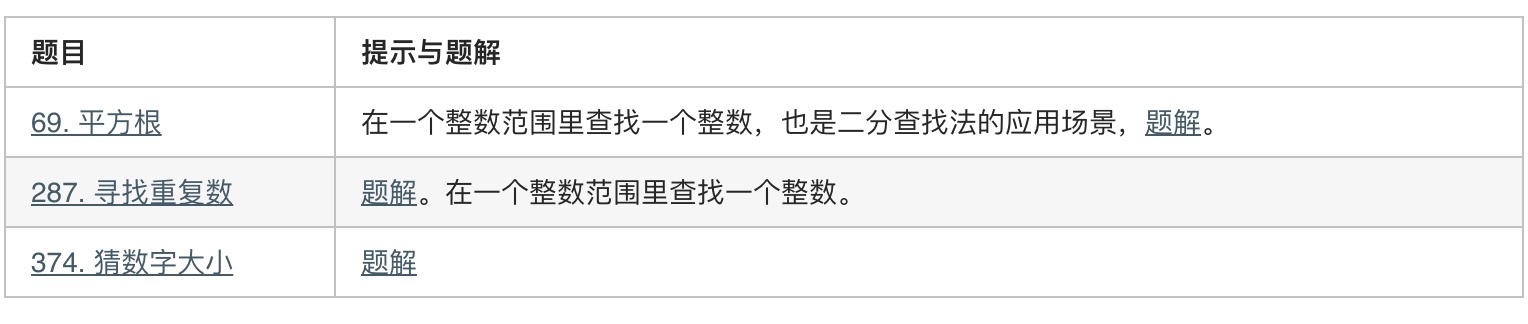 题目 提示与题解
69. 平方根 在一个整数范围里查找一个整数，也是二分查找法的应用场景，题解。
287. 寻找重复数 题解。在一个整数范围里查找一个整数。
374. 猜数字大小 题解